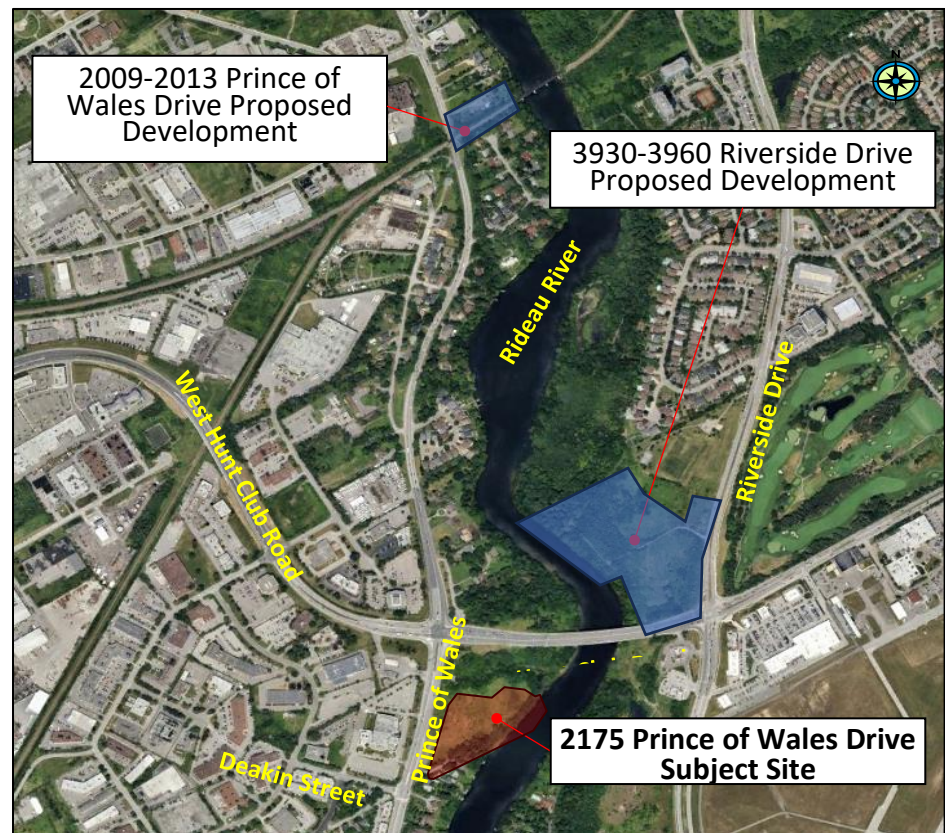 2009-2013 Prince of
Wales Drive Proposed
Development
N
3930-3960 Riverside Drive
Proposed Development
Rideau River
Riverside Drive
West Hunt Club Road
Prince of Wales
Deakin Street
2175 Prince of Wales Drive
Subject Site